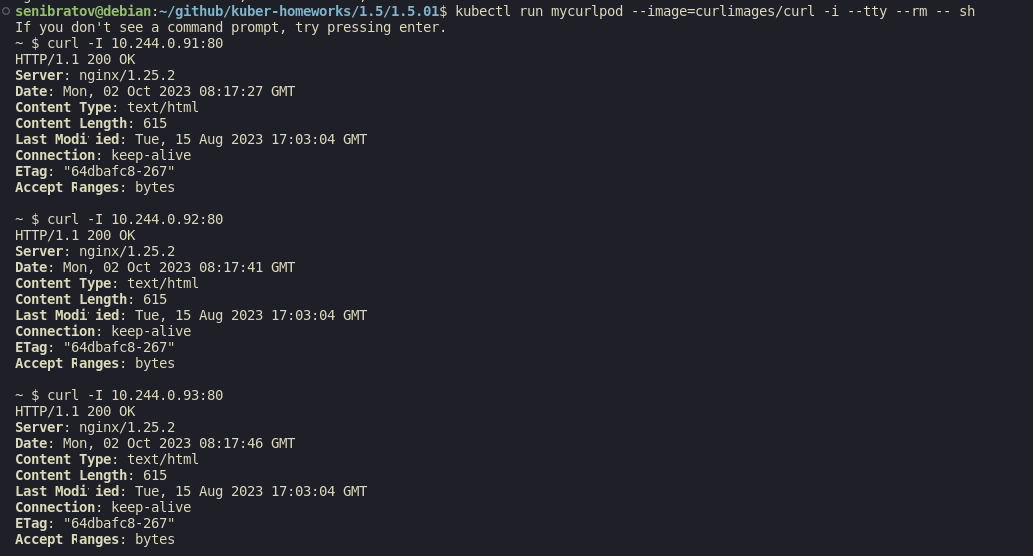 senibratov@debian:~/github/kuber-homeworks/1.5/1.5.01$ kubectl run mycurlpod --image=curlimages/curl -i --tty --rm -- sh
If you don't see a command prompt, try pressing enter.
~ $ curl -I 10.244.0.91:80
HTTP/1.1 200 OK
Server: nginx/1.25.2
Date: Mon, 02 Oct 2023 08:17:27 GMT
Content Type: text/html
Content Length: 615
Last Modified: Tue, 15 Aug 2023 17:03:04 GMT
Connection: keep-alive
ETag: "64dbafc8-267"
Accept Ranges: bytes
~ $ curl -I 10.244.0.92:80
HTTP/1.1 200 OK
Server: nginx/1.25.2
Date: Mon, 02 Oct 2023 08:17:41 GMT
Content Type: text/html
Content Length: 615
Last Modified: Tue, 15 Aug 2023 17:03:04 GMT
Connection: keep-alive
ETag: "64dbafc8-267"
Accept Ranges: bytes
~ $ curl -I 10.244.0.93:80
HTTP/1.1 200 OK
Server: nginx/1.25.2
Date: Mon, 02 Oct 2023 08:17:46 GMT
Content Type: text/html
Content Length: 615
Last Modified: Tue, 15 Aug 2023 17:03:04 GMT
Connection: keep-alive
ETag: "64dbafc8-267"
Accept Ranges: bytes